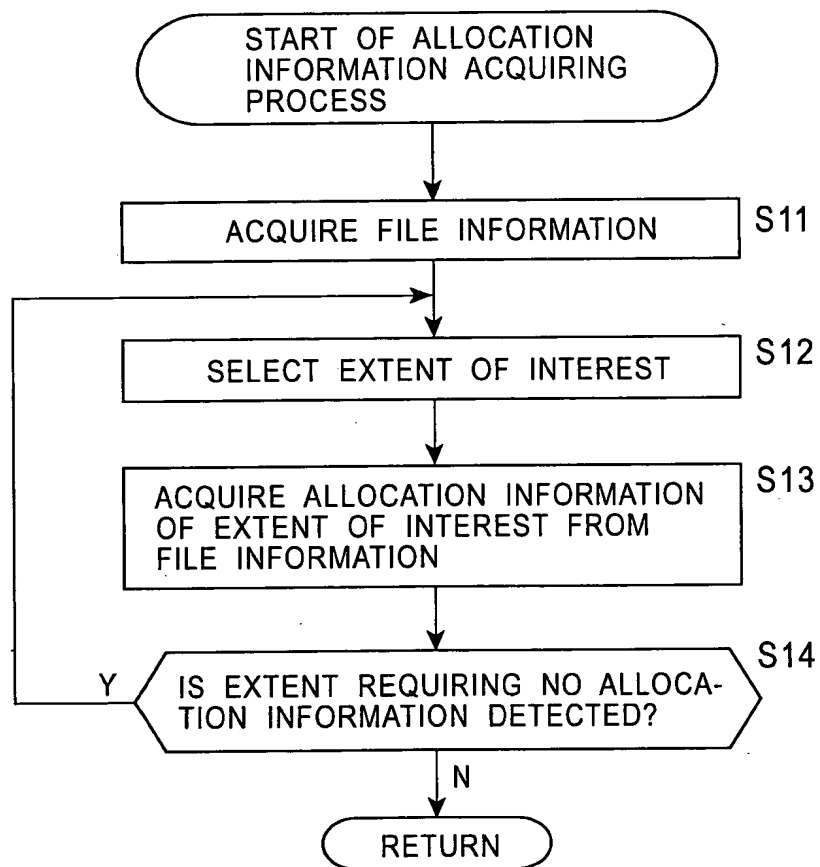 START OF ALLOCATION
INFORMATION ACQUIRING
PROCESS
ACQUIRE FILE INFORMATION
S11
SELECT EXTENT OF INTEREST
S12
ACQUIRE ALLOCATION INFORMATION
OF EXTENT OF INTEREST FROM
FILE INFORMATION
S13
IS EXTENT REQUIRING NO ALLOCA-
TION INFORMATION DETECTED?
S14
Y
N
RETURN